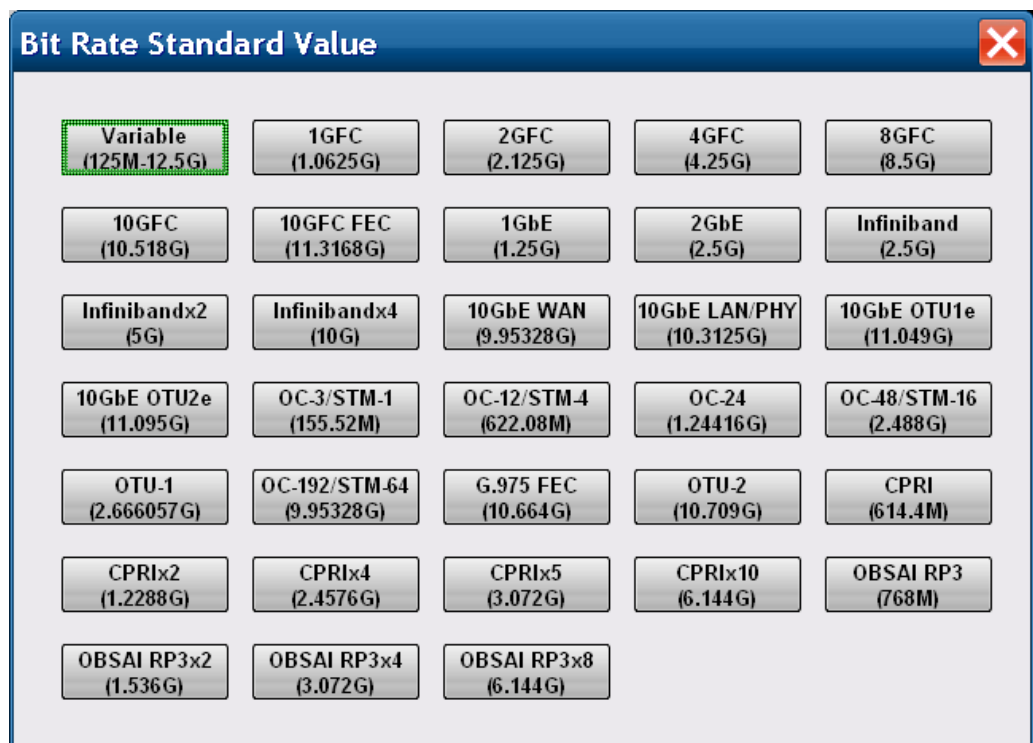 Bit Rate Standard Value
Variable
(125M-12.5G)
1GFC
(1.0625G)
2GFC
(2.125G)
4GFC
(4.25G)
8GFC
(8.5G)
10GFC
(10.518G)
10GFC FEC
(11.3168G)
1GbE
(1.25G)
2GbE
(2.5G)
Infiniband
(2.5G)
Infinibandx2
(5G)
Infinibandx4
(10G)
10GbE WAN
(9.95328G)
10GbE LAN/PHY
(10.3125G)
10GbE OTU1e
(11.049G)
10GbE OTU2e
(11.095G)
OC-3/STM-1
(155.52M)
OC-12/STM-4
(622.08M)
OC-24
(1.24416G)
OC-48/STM-16
(2.488G)
OTU-1
(2.666057G)
OC-192/STM-64
(9.95328G)
G.975 FEC
(10.664G)
OTU-2
(10.709G)
CPRI
(614.4M)
CPRIx2
(1.2288G)
CPRIx4
(2.4576G)
CPRIx5
(3.072G)
CPRIx10
(6.144G)
OBSAI RP3
(768M)
OBSAI RP3x2
(1.536G)
OBSAI RP3x4
(3.072G)
OBSAI RP3x8
(6.144G)